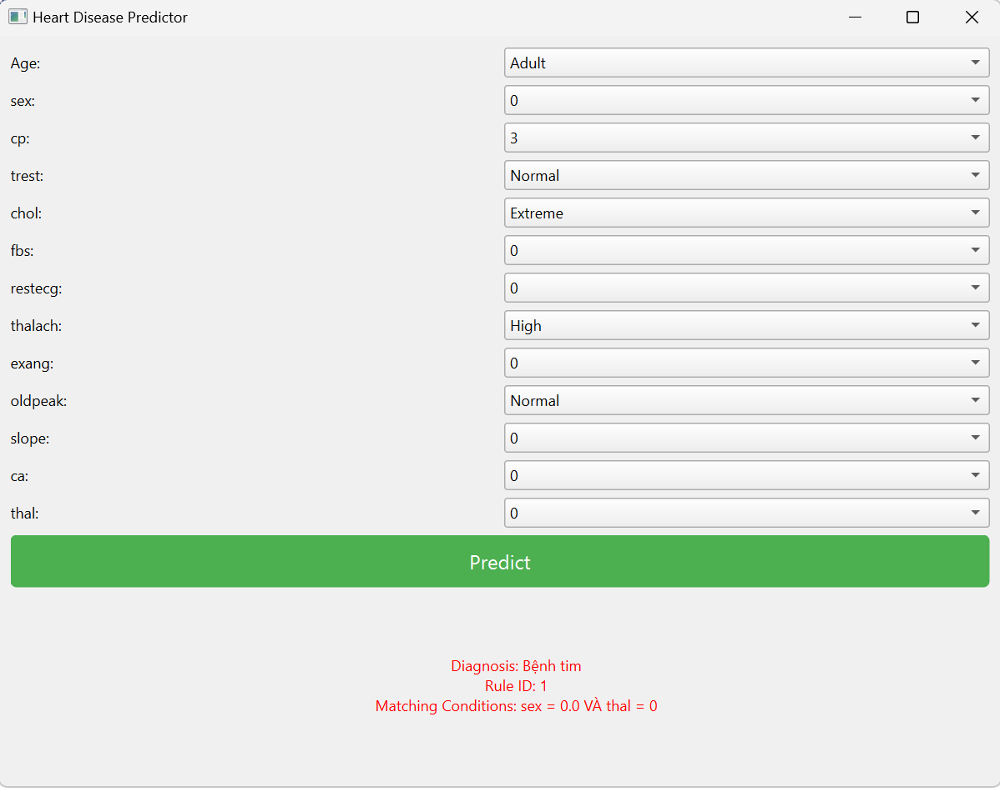 Heart Disease Predictor
Age: Adult
sex: 0
cp: 3
trest: Normal
chol: Extreme
fbs: 0
restecg: 0
thalach: High
exang: 0
oldpeak: Normal
slope: 0
ca: 0
thal: 0
Predict
Diagnosis: Bệnh tim
Rule ID: 1
Matching Conditions: sex = 0.0 VÀ thal = 0